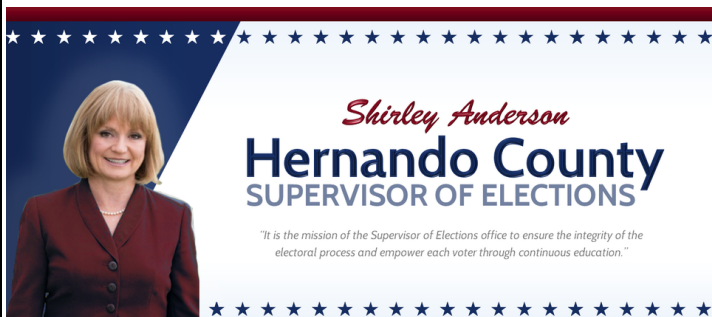 Shirley Anderson
Hernando County
SUPERVISOR OF ELECTIONS
"It is the mission of the Supervisor of Elections office to ensure the integrity of the
electoral process and empower each voter through continuous education."